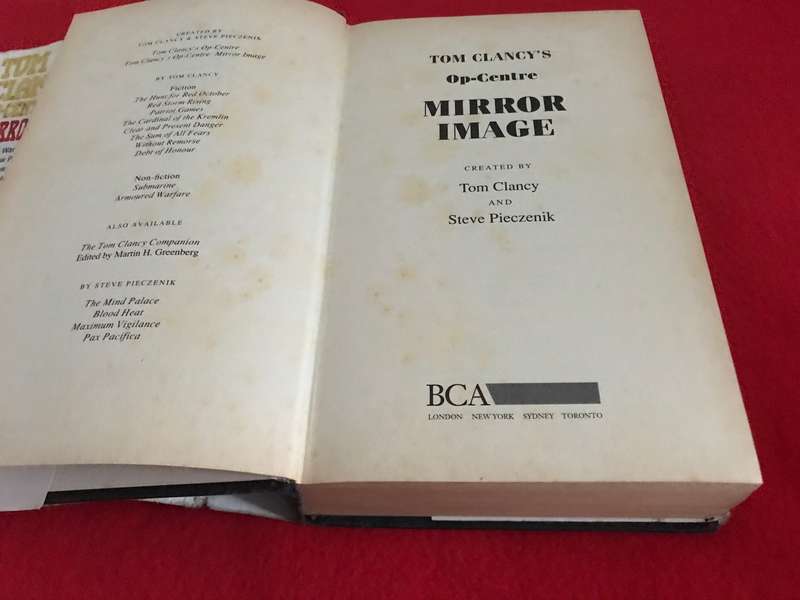 TOM
CLAN
CREATED BY
TOM CLANCY & STEVE PIECZENIK
Tom Clancy's Op-Centre
Tom Clancy's Op-Centre: Mirror Image
BY TOM CLANCY
Fiction
The Hunt for Red October
Red Storm Rising
Patriot Games
The Cardinal of the Kremlin
Clear and Present Danger
The Sum of All Fears
Without Remorse
Debt of Honour
Non-fiction
Submarine
Armoured Warfare
ALSO AVAILABLE
The Tom Clancy Companion
Edited by Martin H. Greenberg
BY STEVE PIECZENIK
The Mind Palace
Blood Heat
Maximum Vigilance
Pax Pacifica
TOM CLANCY'S
Op-Centre
MIRROR
IMAGE
CREATED BY
Tom Clancy
AND
Steve Pieczenik
BCA
LONDON NEW YORK SYDNEY TORONTO